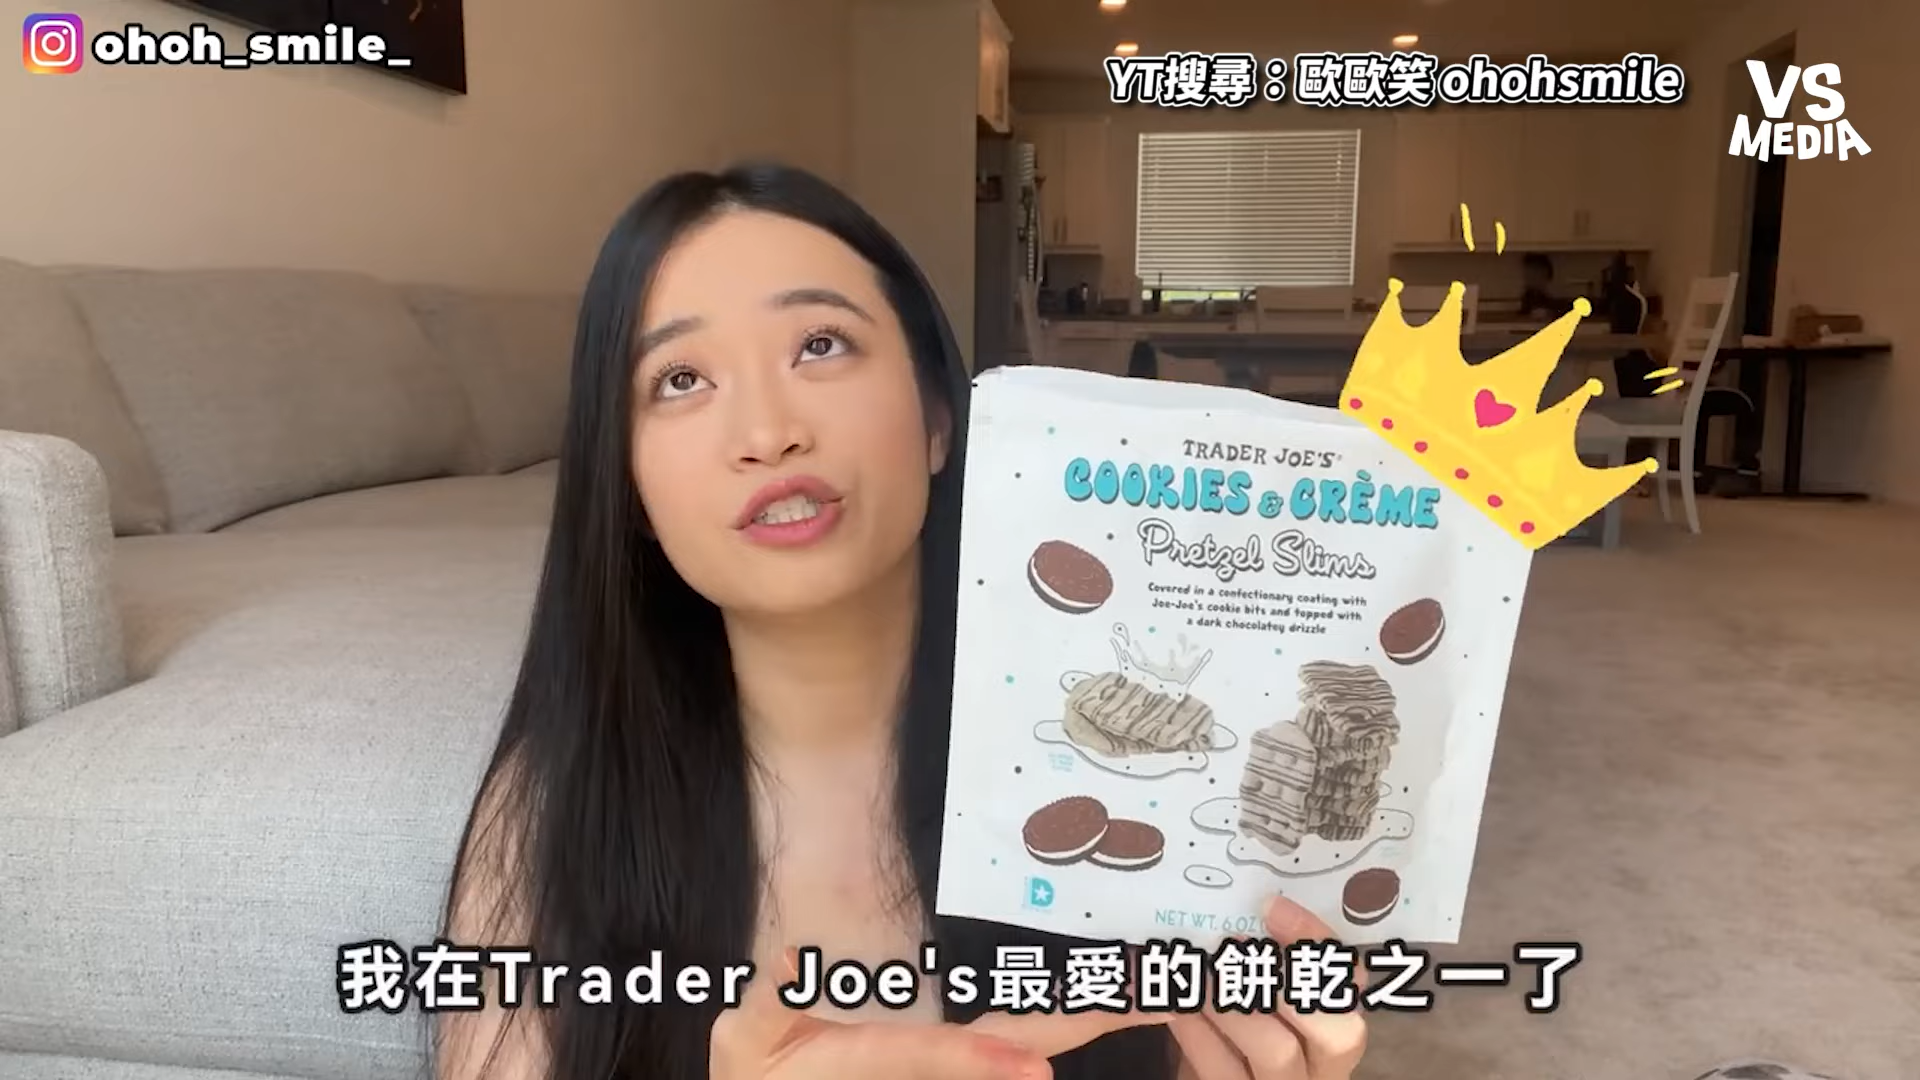 ohoh_smile_
YT搜尋：歐歐笑 ohohsmile
VS
MEDIA
TRADER JOE'S
COOKIES & CRÈME
Pretzel Slims
Covered in a confectionary coating with
Joe-Joe's cookie bits and topped with
a dark chocolatey drizzle
D
NET WT. 6 OZ
我在Trader Joe's最愛的餅乾之一了